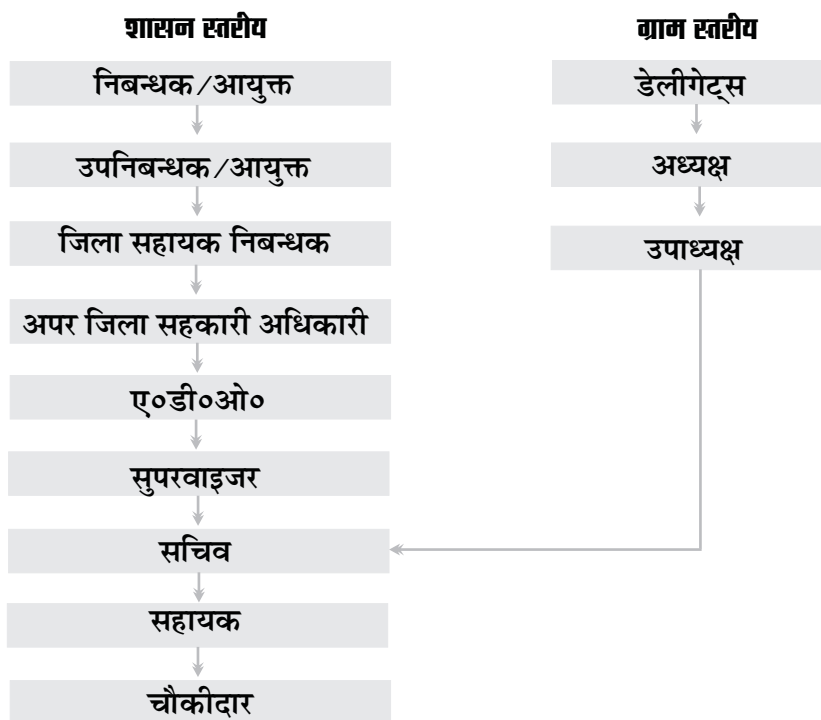 शासन स्तरीय
निबन्धक/आयुक्त
उपनिबन्धक/आयुक्त
जिला सहायक निबन्धक
अपर जिला सहकारी अधिकारी
ए०डी०ओ०
सुपरवाइजर
सचिव
सहायक
चौकीदार
ग्राम स्तरीय
डेलीगेट्स
अध्यक्ष
उपाध्यक्ष